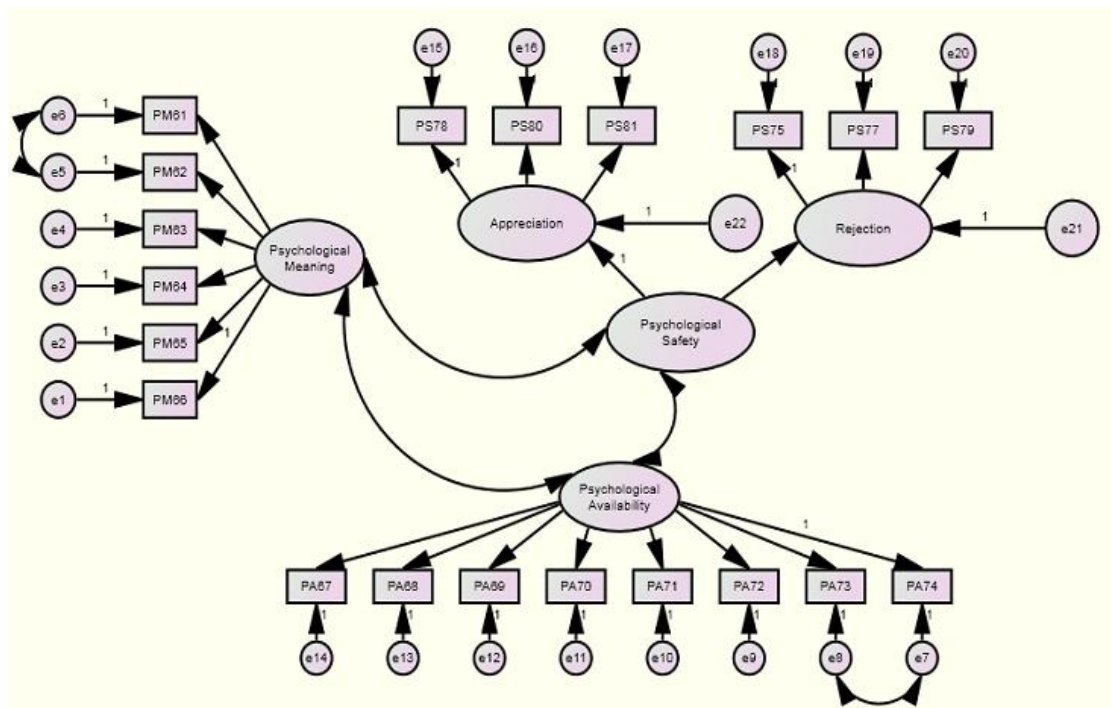 e15
e16
e17
e18
e19
e20
PS78
PS80
PS81
PS75
PS77
PS79
1
1
Appreciation
1
e22
Rejection
1
e21
e6
1
PM61
e5
1
PM62
e4
1
PM63
e3
1
PM64
e2
1
PM65
e1
1
PM66
1
Psychological
Meaning
1
Psychological
Safety
Psychological
Availability
1
PA67
PA68
PA69
PA70
PA71
PA72
PA73
PA74
1
1
1
1
1
1
1
1
e14
e13
e12
e11
e10
e9
e8
e7